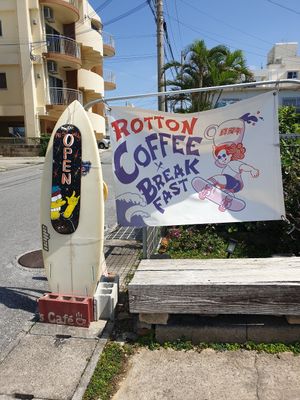 OPEN
ROTTON
COFFEE
×
BREAK
FAST
Cafe